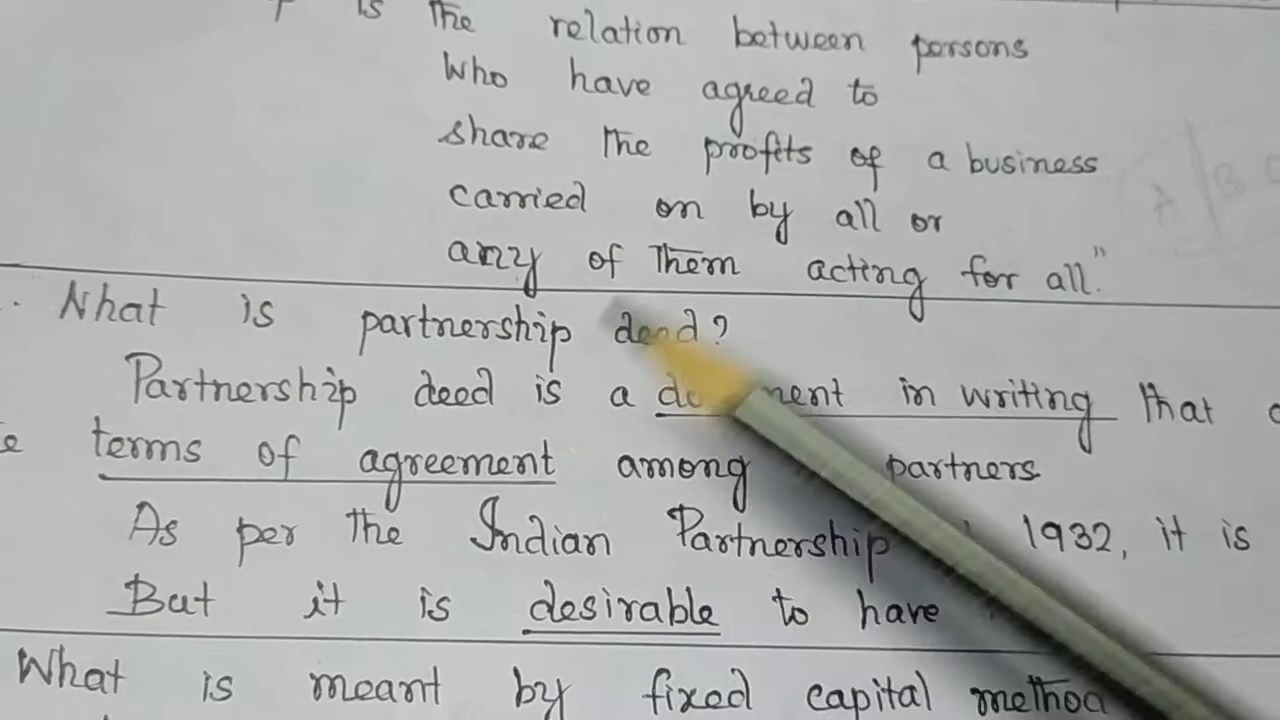 is the relation between persons
who have agreed to
share the profits of a business
carried on by all or
any of them acting for all."
What is partnership deed?
Partnership deed is a in writing that
terms of agreement among partners
As per the Indian Partnership 1932, it is
But it is desirable to have
What is meant by fixed capital method